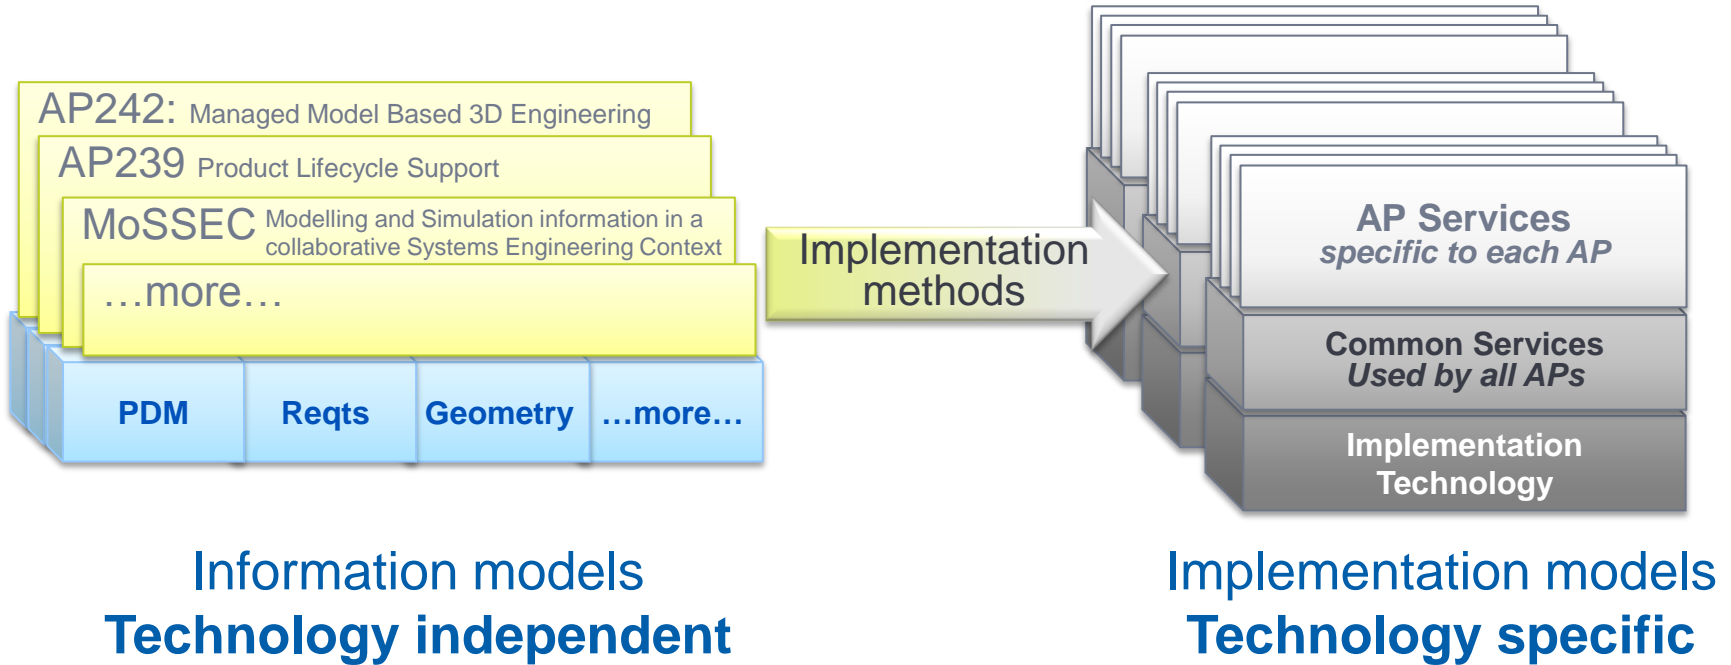 AP242: Managed Model Based 3D Engineering
AP239 Product Lifecycle Support
MoSSEC Modelling and Simulation information in a
collaborative Systems Engineering Context
…more…
PDM
Reqts
Geometry
…more…
Information models
Technology independent
Implementation
methods
AP Services
specific to each AP
Common Services
Used by all APs
Implementation
Technology
Implementation models
Technology specific